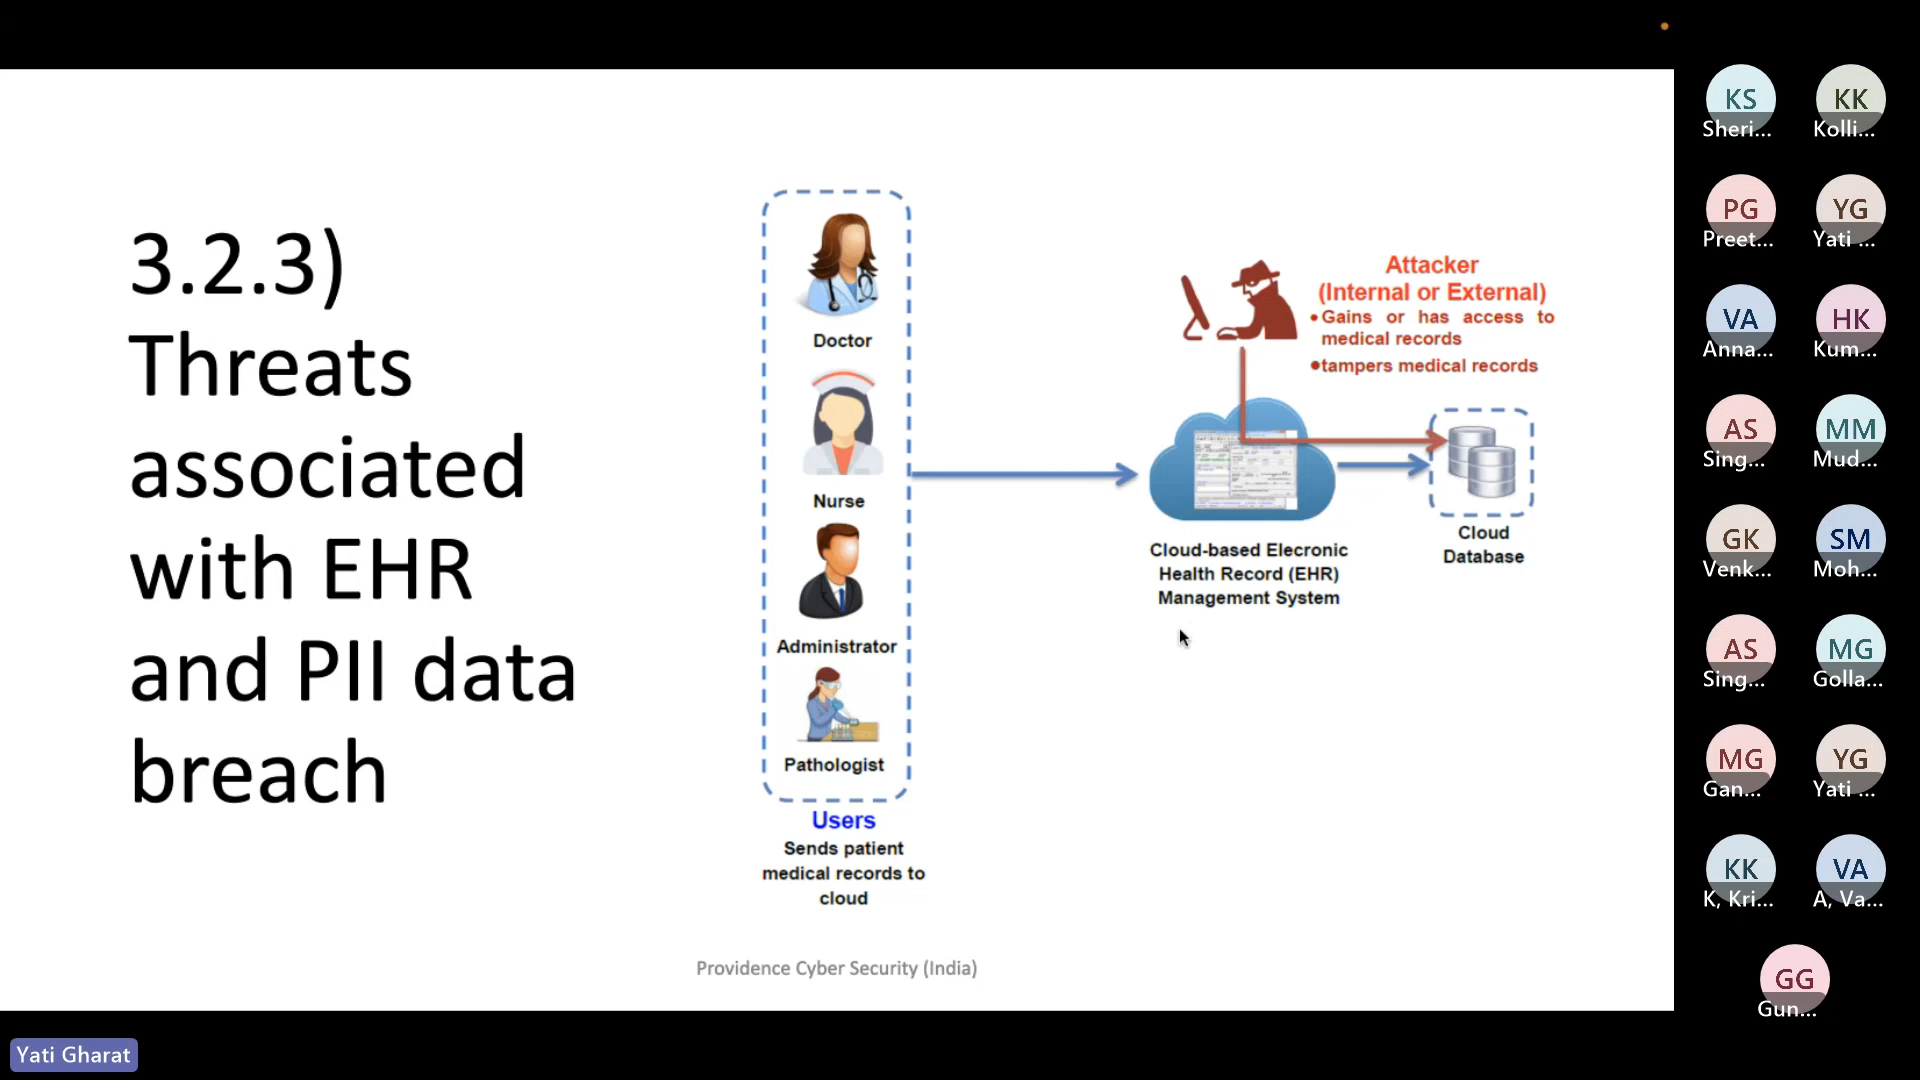 3.2.3)
Threats
associated
with EHR
and PII data
breach
Doctor
Nurse
Administrator
Pathologist
Users
Sends patient
medical records to
cloud
Attacker
(Internal or External)
•Gains or has access to
medical records
•tampers medical records
Cloud-based Elecronic
Health Record (EHR)
Management System
Cloud
Database
Providence Cyber Security (India)
Yati Gharat
KS
Sheri...
KK
Kolli...
PG
Preet...
YG
Yati ...
VA
Anna...
HK
Kum...
AS
Sing...
MM
Mud...
GK
Venk...
SM
Moh...
AS
Sing...
MG
Golla...
MG
Gan...
YG
Yati ...
KK
K, Kri...
VA
A, Va...
GG
Gun...